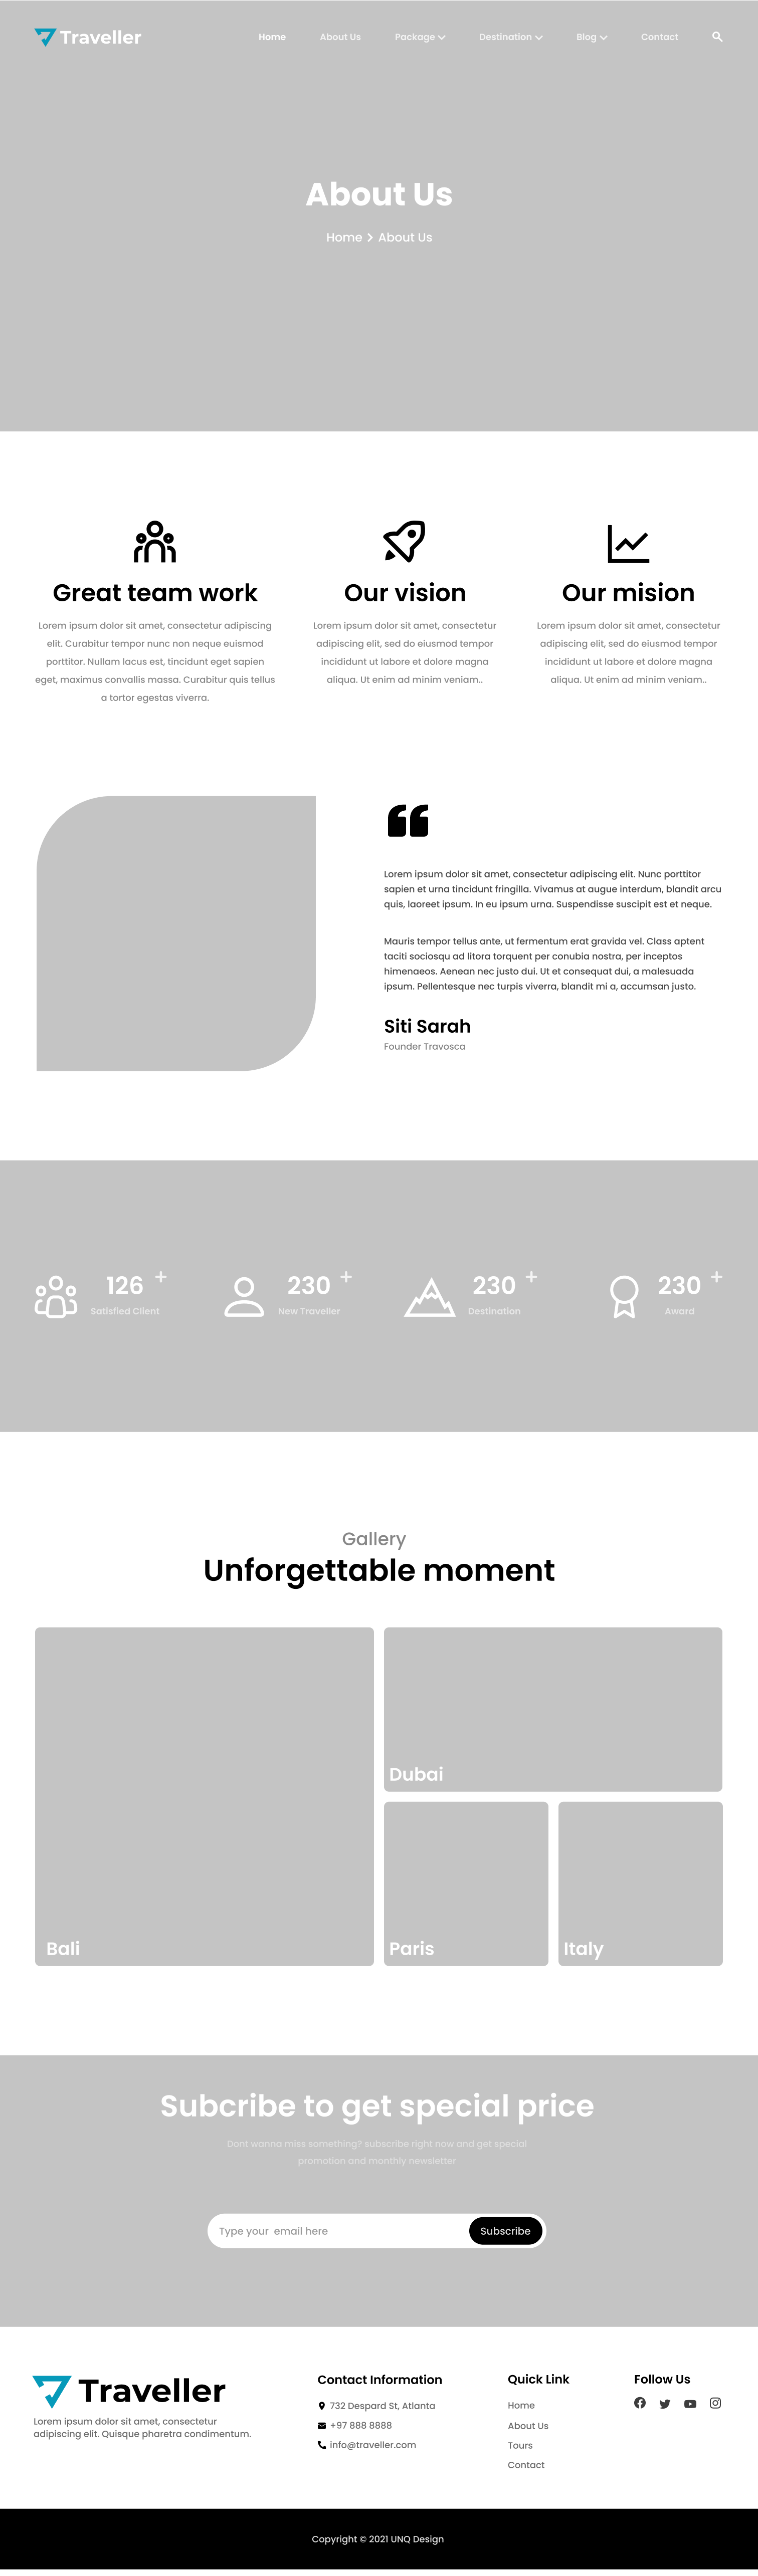 Traveller
Home About Us Package Destination Blog Contact
About Us
Home > About Us
Great team work
Lorem ipsum dolor sit amet, consectetur adipiscing
elit. Curabitur tempor nunc non neque euismod
porttitor. Nullam lacus est, tincidunt eget sapien
eget, maximus convallis massa. Curabitur quis tellus
a tortor egestas viverra.
Our vision
Lorem ipsum dolor sit amet, consectetur
adipiscing elit, sed do eiusmod tempor
incididunt ut labore et dolore magna
aliqua. Ut enim ad minim veniam..
Our mision
Lorem ipsum dolor sit amet, consectetur
adipiscing elit, sed do eiusmod tempor
incididunt ut labore et dolore magna
aliqua. Ut enim ad minim veniam..
Lorem ipsum dolor sit amet, consectetur adipiscing elit. Nunc porttitor
sapien et urna tincidunt fringilla. Vivamus at augue interdum, blandit arcu
quis, laoreet ipsum. In eu ipsum urna. Suspendisse suscipit est et neque.
Mauris tempor tellus ante, ut fermentum erat gravida vel. Class aptent
taciti sociosqu ad litora torquent per conubia nostra, per inceptos
himenaeos. Aenean nec justo dui. Ut et consequat dui, a malesuada
ipsum. Pellentesque nec turpis viverra, blandit mi a, accumsan justo.
Siti Sarah
Founder Travosca
126 +
Satisfied Client
230 +
New Traveller
230 +
Destination
230 +
Award
Gallery
Unforgettable moment
Bali
Dubai
Paris
Italy
Subcribe to get special price
Dont wanna miss something? subscribe right now and get special
promotion and monthly newsletter
Type your  email here
Subscribe
Traveller
Lorem ipsum dolor sit amet, consectetur
adipiscing elit. Quisque pharetra condimentum.
Contact Information
732 Despard St, Atlanta
+97 888 8888
info@traveller.com
Quick Link
Home
About Us
Tours
Contact
Follow Us
Copyright © 2021 UNQ Design